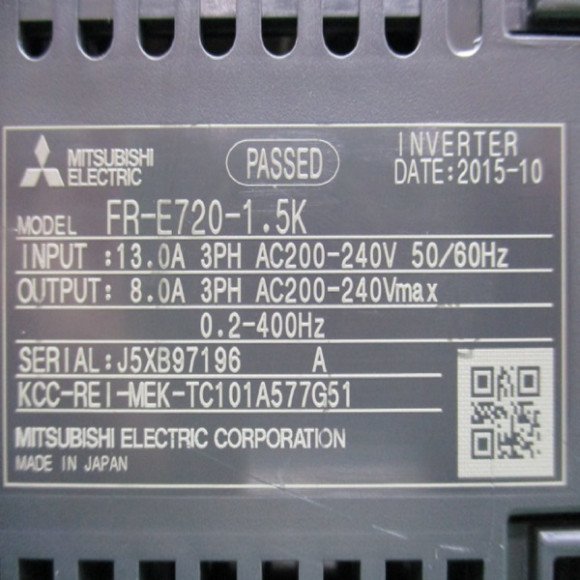 MITSUBISHI
ELECTRIC
PASSED
INVERTER
DATE:2015-10
MODEL FR-E720-1.5K
INPUT :13.0A 3PH AC200-240V 50/60Hz
OUTPUT: 8.0A 3PH AC200-240Vmax
0.2-400Hz
SERIAL:J5XB97196 A
KCC-REI-MEK-TC101A577G51
MITSUBISHI ELECTRIC CORPORATION
MADE IN JAPAN